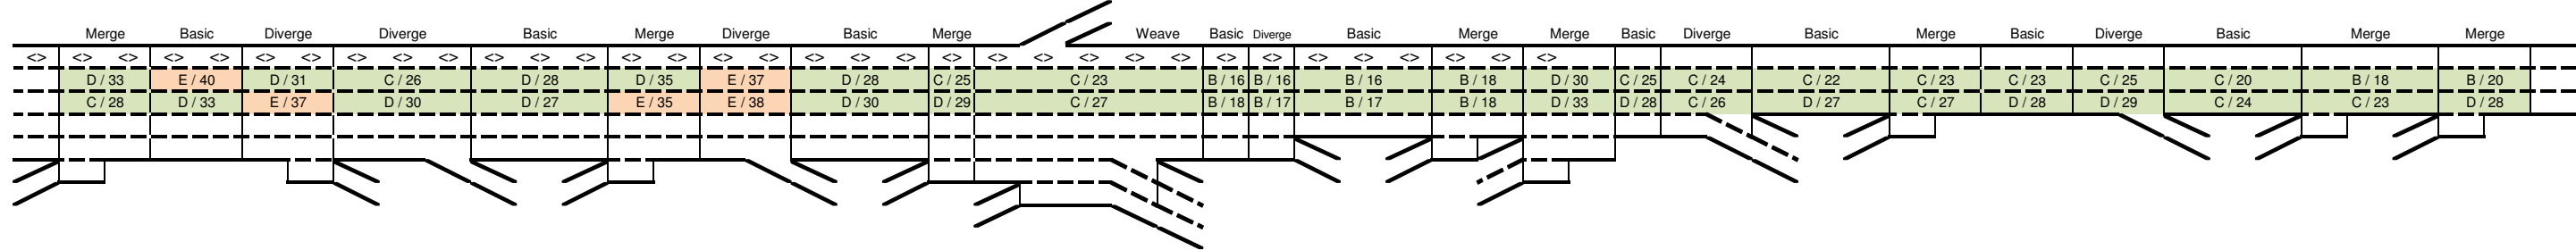 Merge Basic Diverge Diverge Basic Merge Diverge Basic Merge Weave Basic Diverge Basic Merge Merge Basic Diverge Basic Merge Basic Diverge Basic Merge Merge
<> <> <> <> <> <> <> <> <> <> <> <> <> <> <> <> <> <> <> <> <> <> <> <> <> <> <> <> <> <> <> <> <> <>
D / 33 E / 40 D / 31 C / 26 D / 28 D / 35 E / 37 D / 28 C / 25 C / 23 B / 16 B / 16 B / 16 B / 18 D / 30 C / 25 C / 24 C / 22 C / 23 C / 23 C / 25 C / 20 B / 18 B / 20
C / 28 D / 33 E / 37 D / 30 D / 27 E / 35 E / 38 D / 30 D / 29 C / 27 B / 18 B / 17 B / 17 B / 18 D / 33 D / 28 C / 26 D / 27 C / 27 D / 28 D / 29 C / 24 C / 23 D / 28